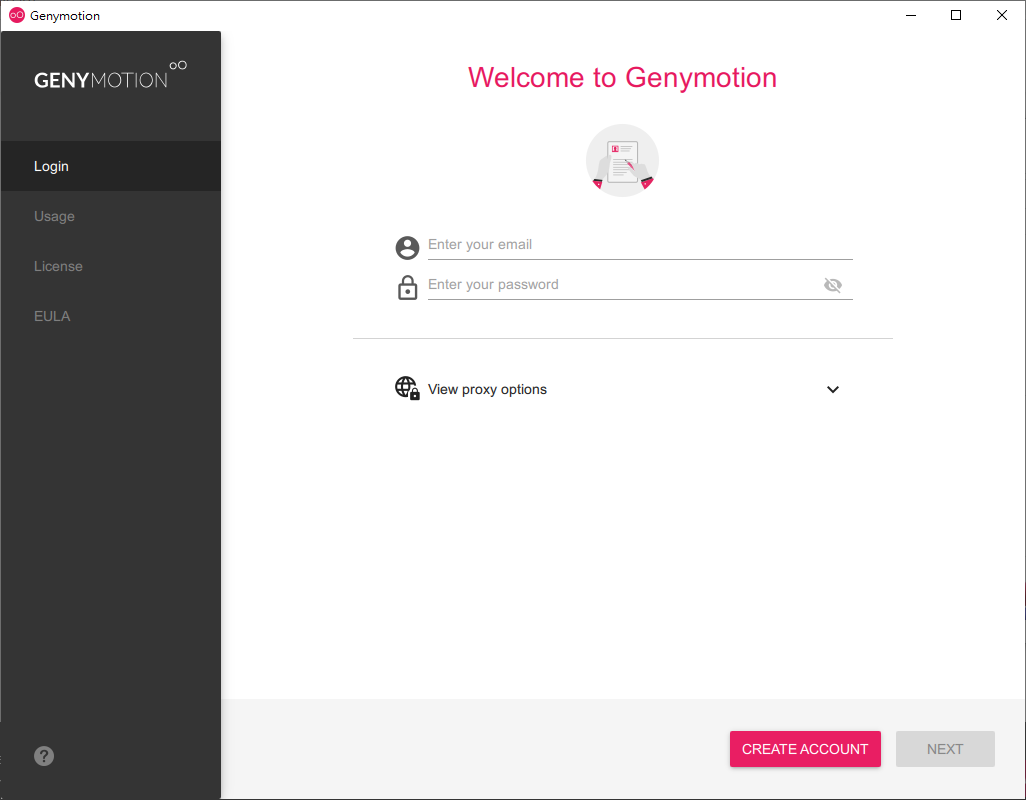 Genymotion
GENYMOTION
Login
Usage
License
EULA
Welcome to Genymotion
Enter your email
Enter your password
View proxy options
?
CREATE ACCOUNT
NEXT